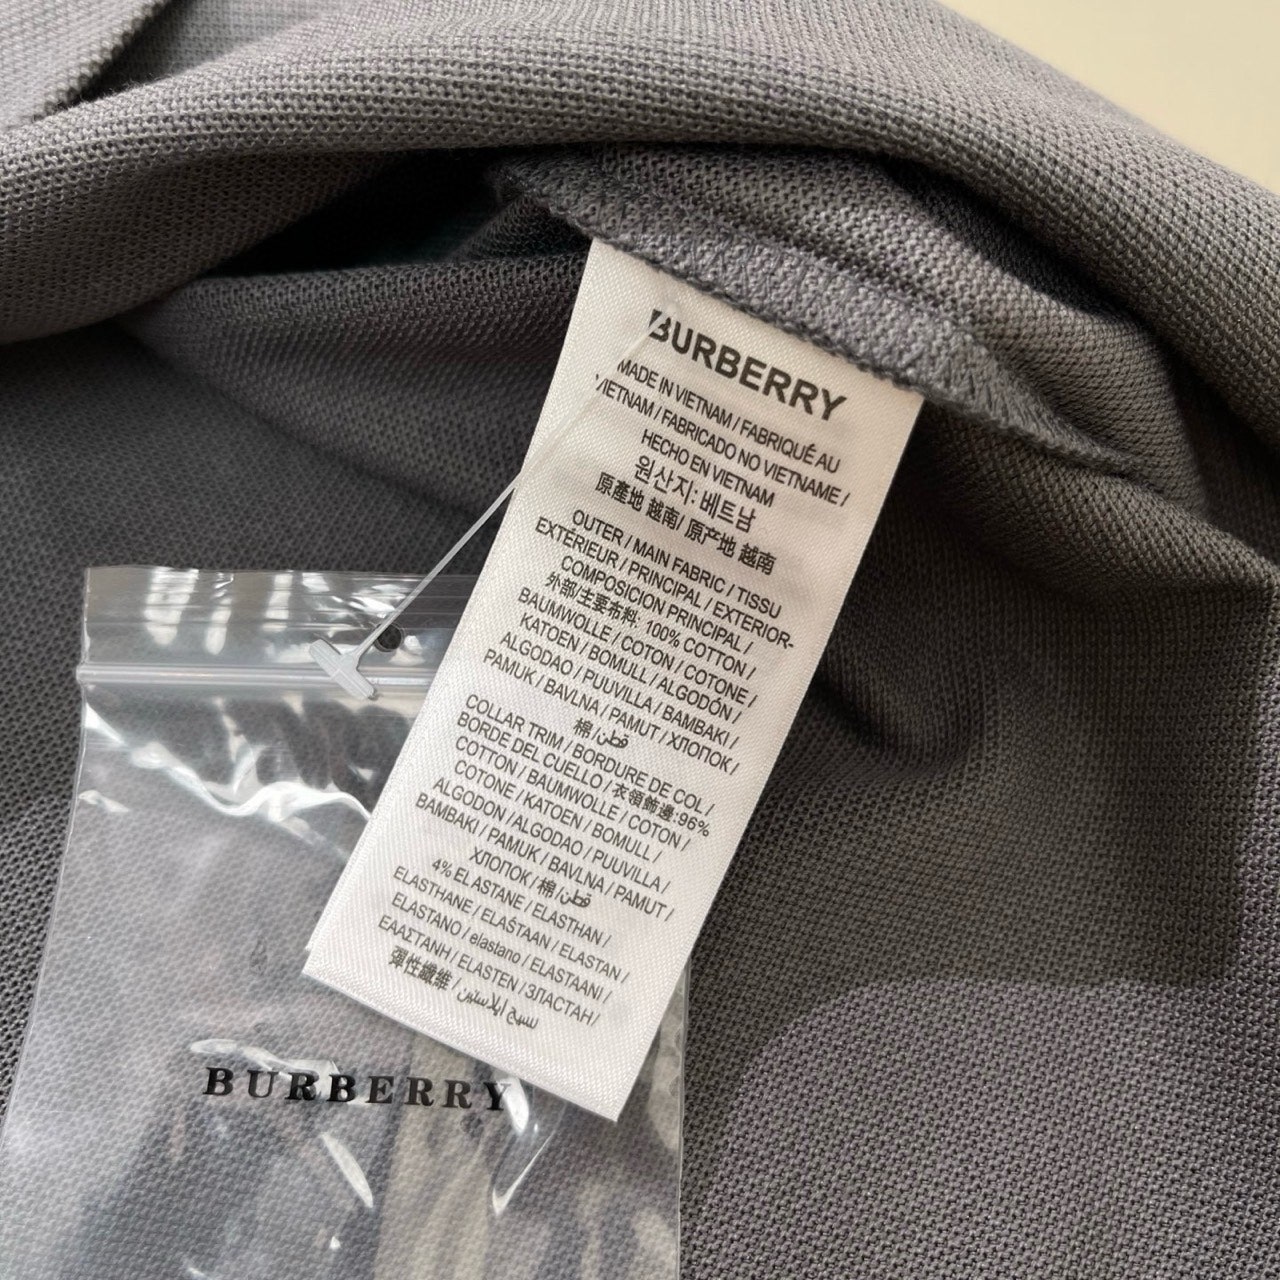 BURBERRY
MADE IN VIETNAM / FABRIQUÉ AU
VIETNAM / FABRICADO NO VIETNAME /
HECHO EN VIETNAM
원산지: 베트남
原產地 越南/ 原产地 越南
OUTER / MAIN FABRIC / TISSU
EXTÉRIEUR / PRINCIPAL / EXTERIOR-
COMPOSICION PRINCIPAL /
外部/主要布料: 100% COTTON /
BAUMWOLLE / COTON / COTONE /
KATOEN / BOMULL / ALGODÓN /
ALGODAO / PUUVILLA / BAMBAKI /
PAMUK / BAVLNA / PAMUT / ХЛОПОК /
棉 / قطن
COLLAR TRIM / BORDURE DE COL /
BORDE DEL CUELLO / 衣領飾邊:96%
COTTON / BAUMWOLLE / COTON /
COTONE / KATOEN / BOMULL /
ALGODON /ALGODAO / PUUVILLA /
BAMBAKI / PAMUK / BAVLNA / PAMUT /
ХЛОПОК / 棉 / قطن
4% ELASTANE / ELASTHAN /
ELASTHANE / ELAŚTAAN / ELASTAN /
ELASTANO / elastano / ELASTAANI /
ΕΛΑΣΤΑΝΗ / ELASTEN / ЗЛАСТАН/
彈性纖維 / نسيج إيلاستين
BURBERRY